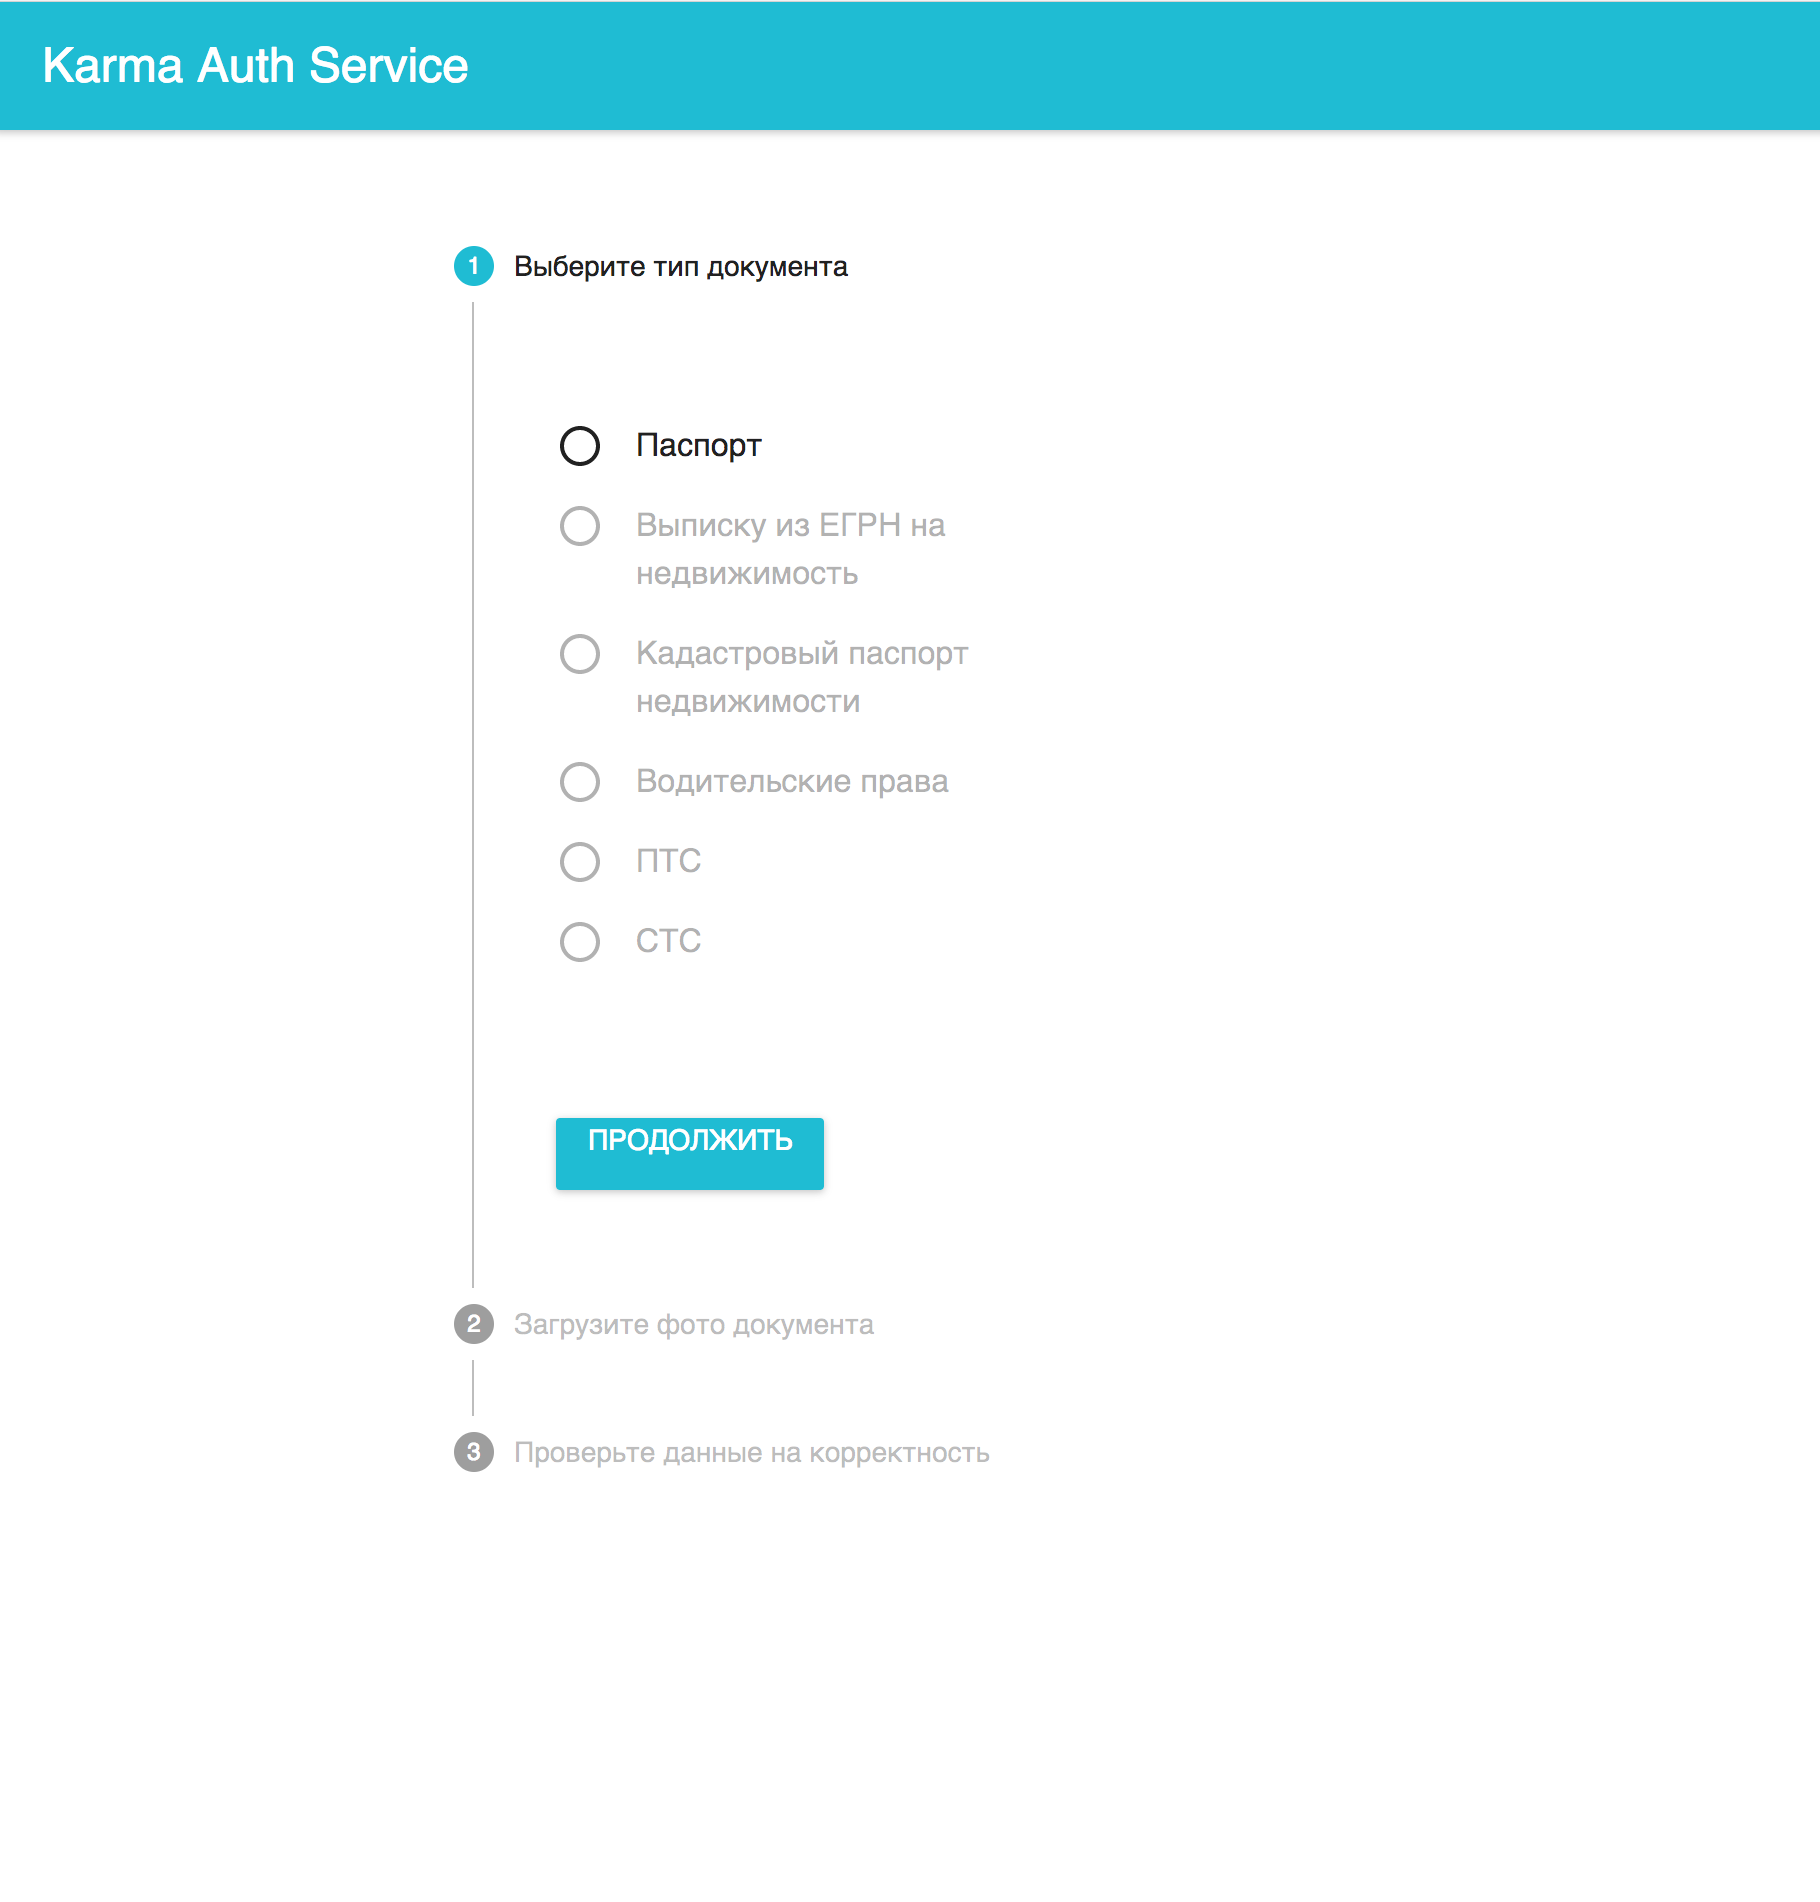 Karma Auth Service
1 Выберите тип документа
Паспорт
Выписку из ЕГРН на
недвижимость
Кадастровый паспорт
недвижимости
Водительские права
ПТС
СТС
ПРОДОЛЖИТЬ
2 Загрузите фото документа
3 Проверьте данные на корректность